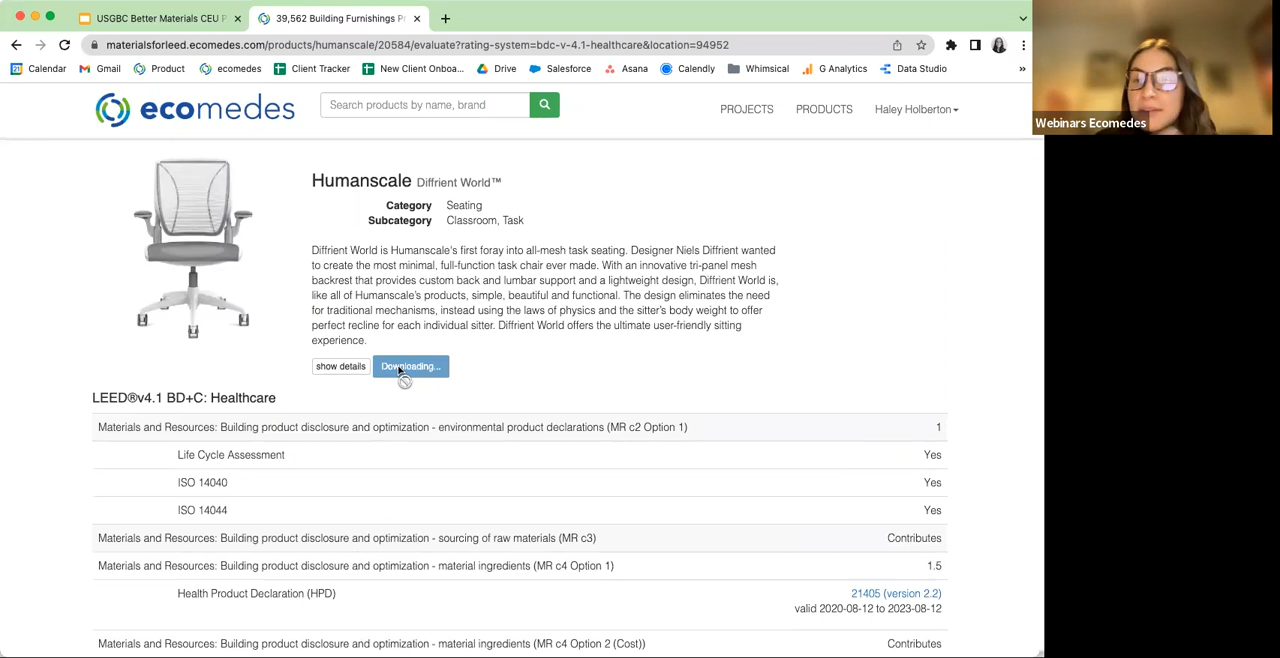 USGBC Better Materials CEU P
39,562 Building Furnishings Pr
materialsforleed.ecomedes.com/products/humanscale/20584/evaluate?rating-system=bdc-v-4.1-healthcare&location=94952
Calendar Gmail Product ecomedes Client Tracker New Client Onboa... Drive Salesforce Asana Calendly Whimsical G Analytics Data Studio »
Webinars Ecomedes
ecomedes
Search products by name, brand
PROJECTS PRODUCTS Haley Holberton
Humanscale Diffrient World™
Category Seating
Subcategory Classroom, Task
Diffrient World is Humanscale's first foray into all-mesh task seating. Designer Niels Diffrient wanted
to create the most minimal, full-function task chair ever made. With an innovative tri-panel mesh
backrest that provides custom back and lumbar support and a lightweight design, Diffrient World is,
like all of Humanscale's products, simple, beautiful and functional. The design eliminates the need
for traditional mechanisms, instead using the laws of physics and the sitter's body weight to offer
perfect recline for each individual sitter. Diffrient World offers the ultimate user-friendly sitting
experience.
show details Downloading...
LEED®v4.1 BD+C: Healthcare
Materials and Resources: Building product disclosure and optimization - environmental product declarations (MR c2 Option 1) 1
Life Cycle Assessment Yes
ISO 14040 Yes
ISO 14044 Yes
Materials and Resources: Building product disclosure and optimization - sourcing of raw materials (MR c3) Contributes
Materials and Resources: Building product disclosure and optimization - material ingredients (MR c4 Option 1) 1.5
Health Product Declaration (HPD) 21405 (version 2.2)
valid 2020-08-12 to 2023-08-12
Materials and Resources: Building product disclosure and optimization - material ingredients (MR c4 Option 2 (Cost)) Contributes